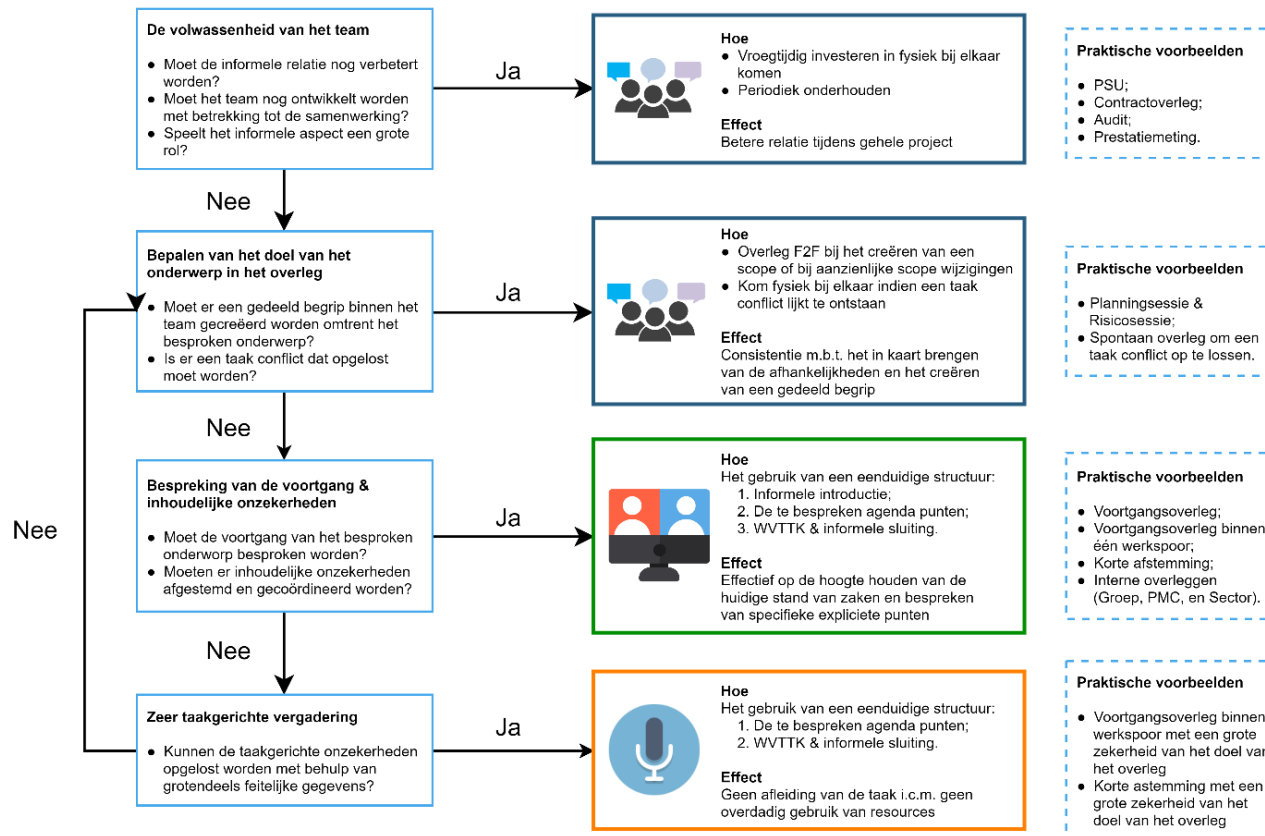 De volwassenheid van het team
● Moet de informele relatie nog verbetert
worden?
● Moet het team nog ontwikkelt worden
met betrekking tot de samenwerking?
● Speelt het informele aspect een grote
rol?
Ja
Hoe
● Vroegtijdig investeren in fysiek bij elkaar
komen
● Periodiek onderhouden
Effect
Betere relatie tijdens gehele project
Praktische voorbeelden
● PSU;
● Contractoverleg;
● Audit;
● Prestatiemeting.
Nee
Bepalen van het doel van het
onderwerp in het overleg
● Moet er een gedeeld begrip binnen het
team gecreëerd worden omtrent het
besproken onderwerp?
● Is er een taak conflict dat opgelost
moet worden?
Ja
Hoe
● Overleg F2F bij het creëren van een
scope of bij aanzienlijke scope wijzigingen
● Kom fysiek bij elkaar indien een taak
conflict lijkt te ontstaan
Effect
Consistentie m.b.t. het in kaart brengen
van de afhankelijkheden en het creëren
van een gedeeld begrip
Praktische voorbeelden
● Planningsessie &
Risicosessie;
● Spontaan overleg om een
taak conflict op te lossen.
Nee
Bespreking van de voortgang &
inhoudelijke onzekerheden
● Moet de voortgang van het besproken
onderworp besproken worden?
● Moeten er inhoudelijke onzekerheden
afgestemd en gecoördineerd worden?
Ja
Hoe
Het gebruik van een eenduidige structuur:
1. Informele introductie;
2. De te bespreken agenda punten;
3. WVTTK & informele sluiting.
Effect
Effectief op de hoogte houden van de
huidige stand van zaken en bespreken
van specifieke expliciete punten
Praktische voorbeelden
● Voortgangsoverleg;
● Voortgangsoverleg binnen
één werkspoor;
● Korte afstemming;
● Interne overleggen
(Groep, PMC, en Sector).
Nee
Nee
Zeer taakgerichte vergadering
● Kunnen de taakgerichte onzekerheden
opgelost worden met behulp van
grotendeels feitelijke gegevens?
Ja
Hoe
Het gebruik van een eenduidige structuur:
1. De te bespreken agenda punten;
2. WVTTK & informele sluiting.
Effect
Geen afleiding van de taak i.c.m. geen
overdadig gebruik van resources
Praktische voorbeelden
● Voortgangsoverleg binnen
werkspoor met een grote
zekerheid van het doel van
het overleg
● Korte astemming met een
grote zekerheid van het
doel van het overleg